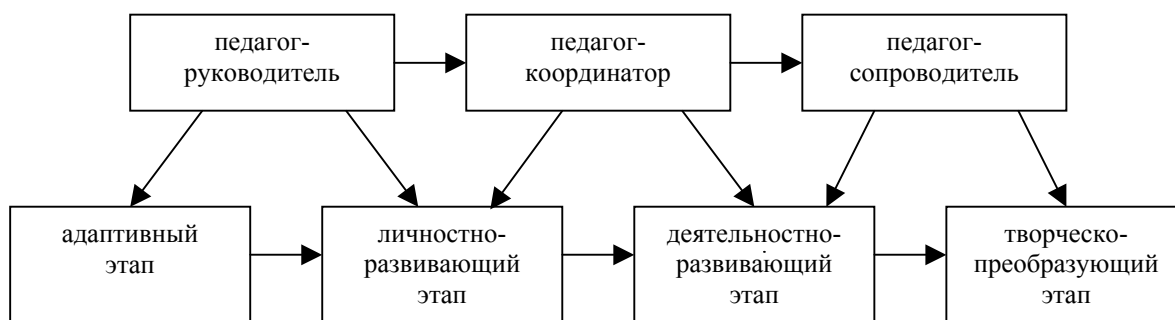 педагог-
руководитель
педагог-
координатор
педагог-
сопроводитель
адаптивный
этап
личностно-
развивающий
этап
деятельностно-
развивающий
этап
творческо-
преобразующий
этап